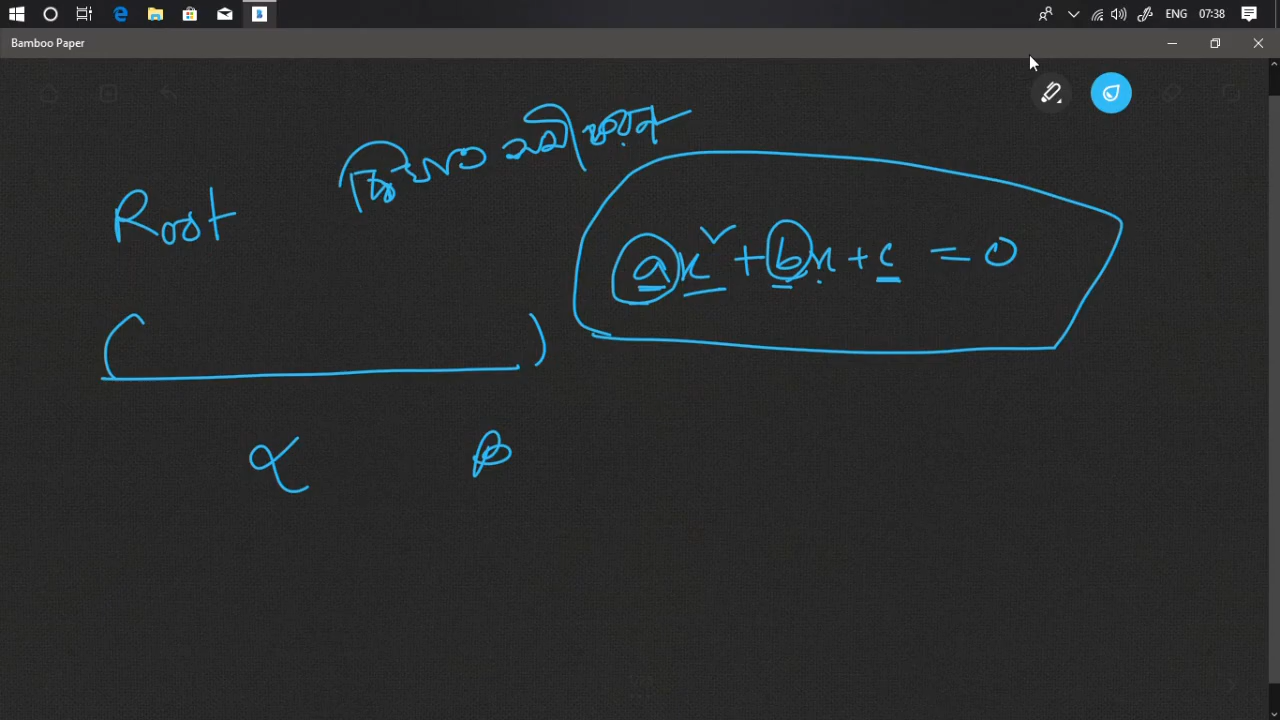 ENG 07:38
Bamboo Paper
দ্বিঘাত সমীকরণ
Root
ax² + bx + c = 0
α β